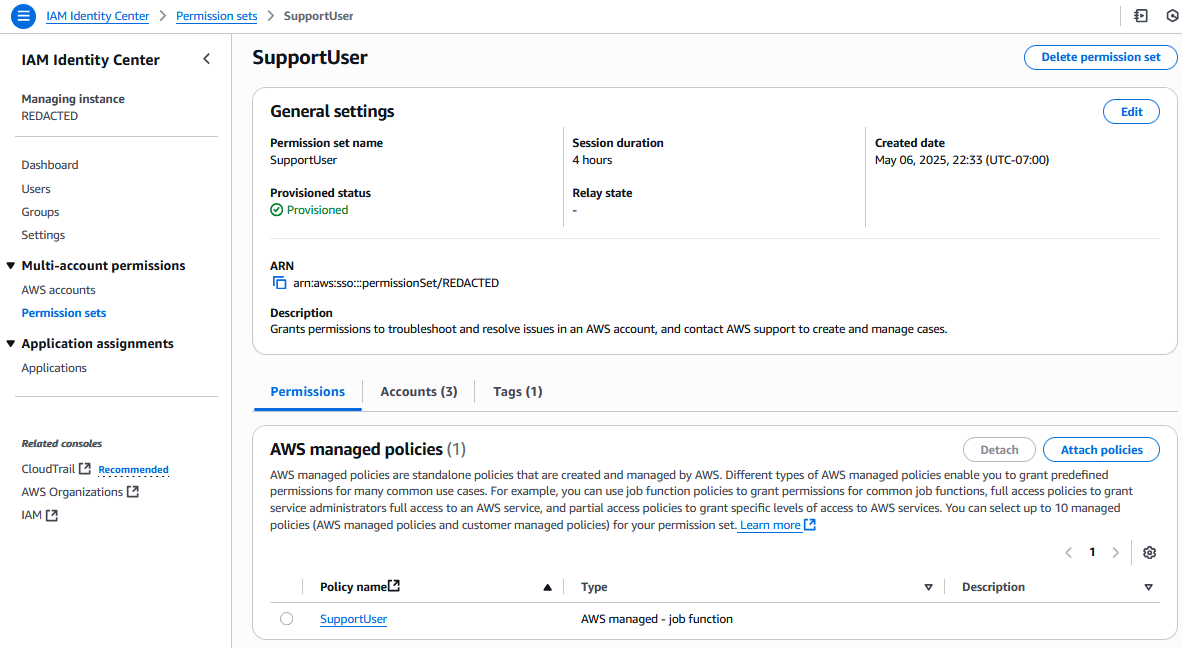 IAM Identity Center > Permission sets > SupportUser
IAM Identity Center
Managing instance
REDACTED
Dashboard
Users
Groups
Settings
Multi-account permissions
AWS accounts
Permission sets
Application assignments
Applications
Related consoles
CloudTrail Recommended
AWS Organizations
IAM
SupportUser
Delete permission set
General settings
Edit
Permission set name
SupportUser
Provisioned status
Provisioned
Session duration
4 hours
Relay state
-
Created date
May 06, 2025, 22:33 (UTC-07:00)
ARN
arn:aws:sso:::permissionSet/REDACTED
Description
Grants permissions to troubleshoot and resolve issues in an AWS account, and contact AWS support to create and manage cases.
Permissions
Accounts (3)
Tags (1)
AWS managed policies (1)
Detach
Attach policies
AWS managed policies are standalone policies that are created and managed by AWS. Different types of AWS managed policies enable you to grant predefined
permissions for many common use cases. For example, you can use job function policies to grant permissions for common job functions, full access policies to grant
service administrators full access to an AWS service, and partial access policies to grant specific levels of access to AWS services. You can select up to 10 managed
policies (AWS managed policies and customer managed policies) for your permission set. Learn more
1
Policy name Type Description
SupportUser AWS managed - job function